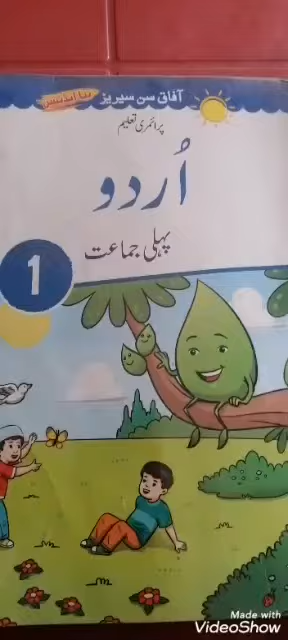 آفاق سن سیریز
نیا ایڈیشن
پرائمری تعلیم
اُردو
پہلی جماعت
1
Made with
VideoShow